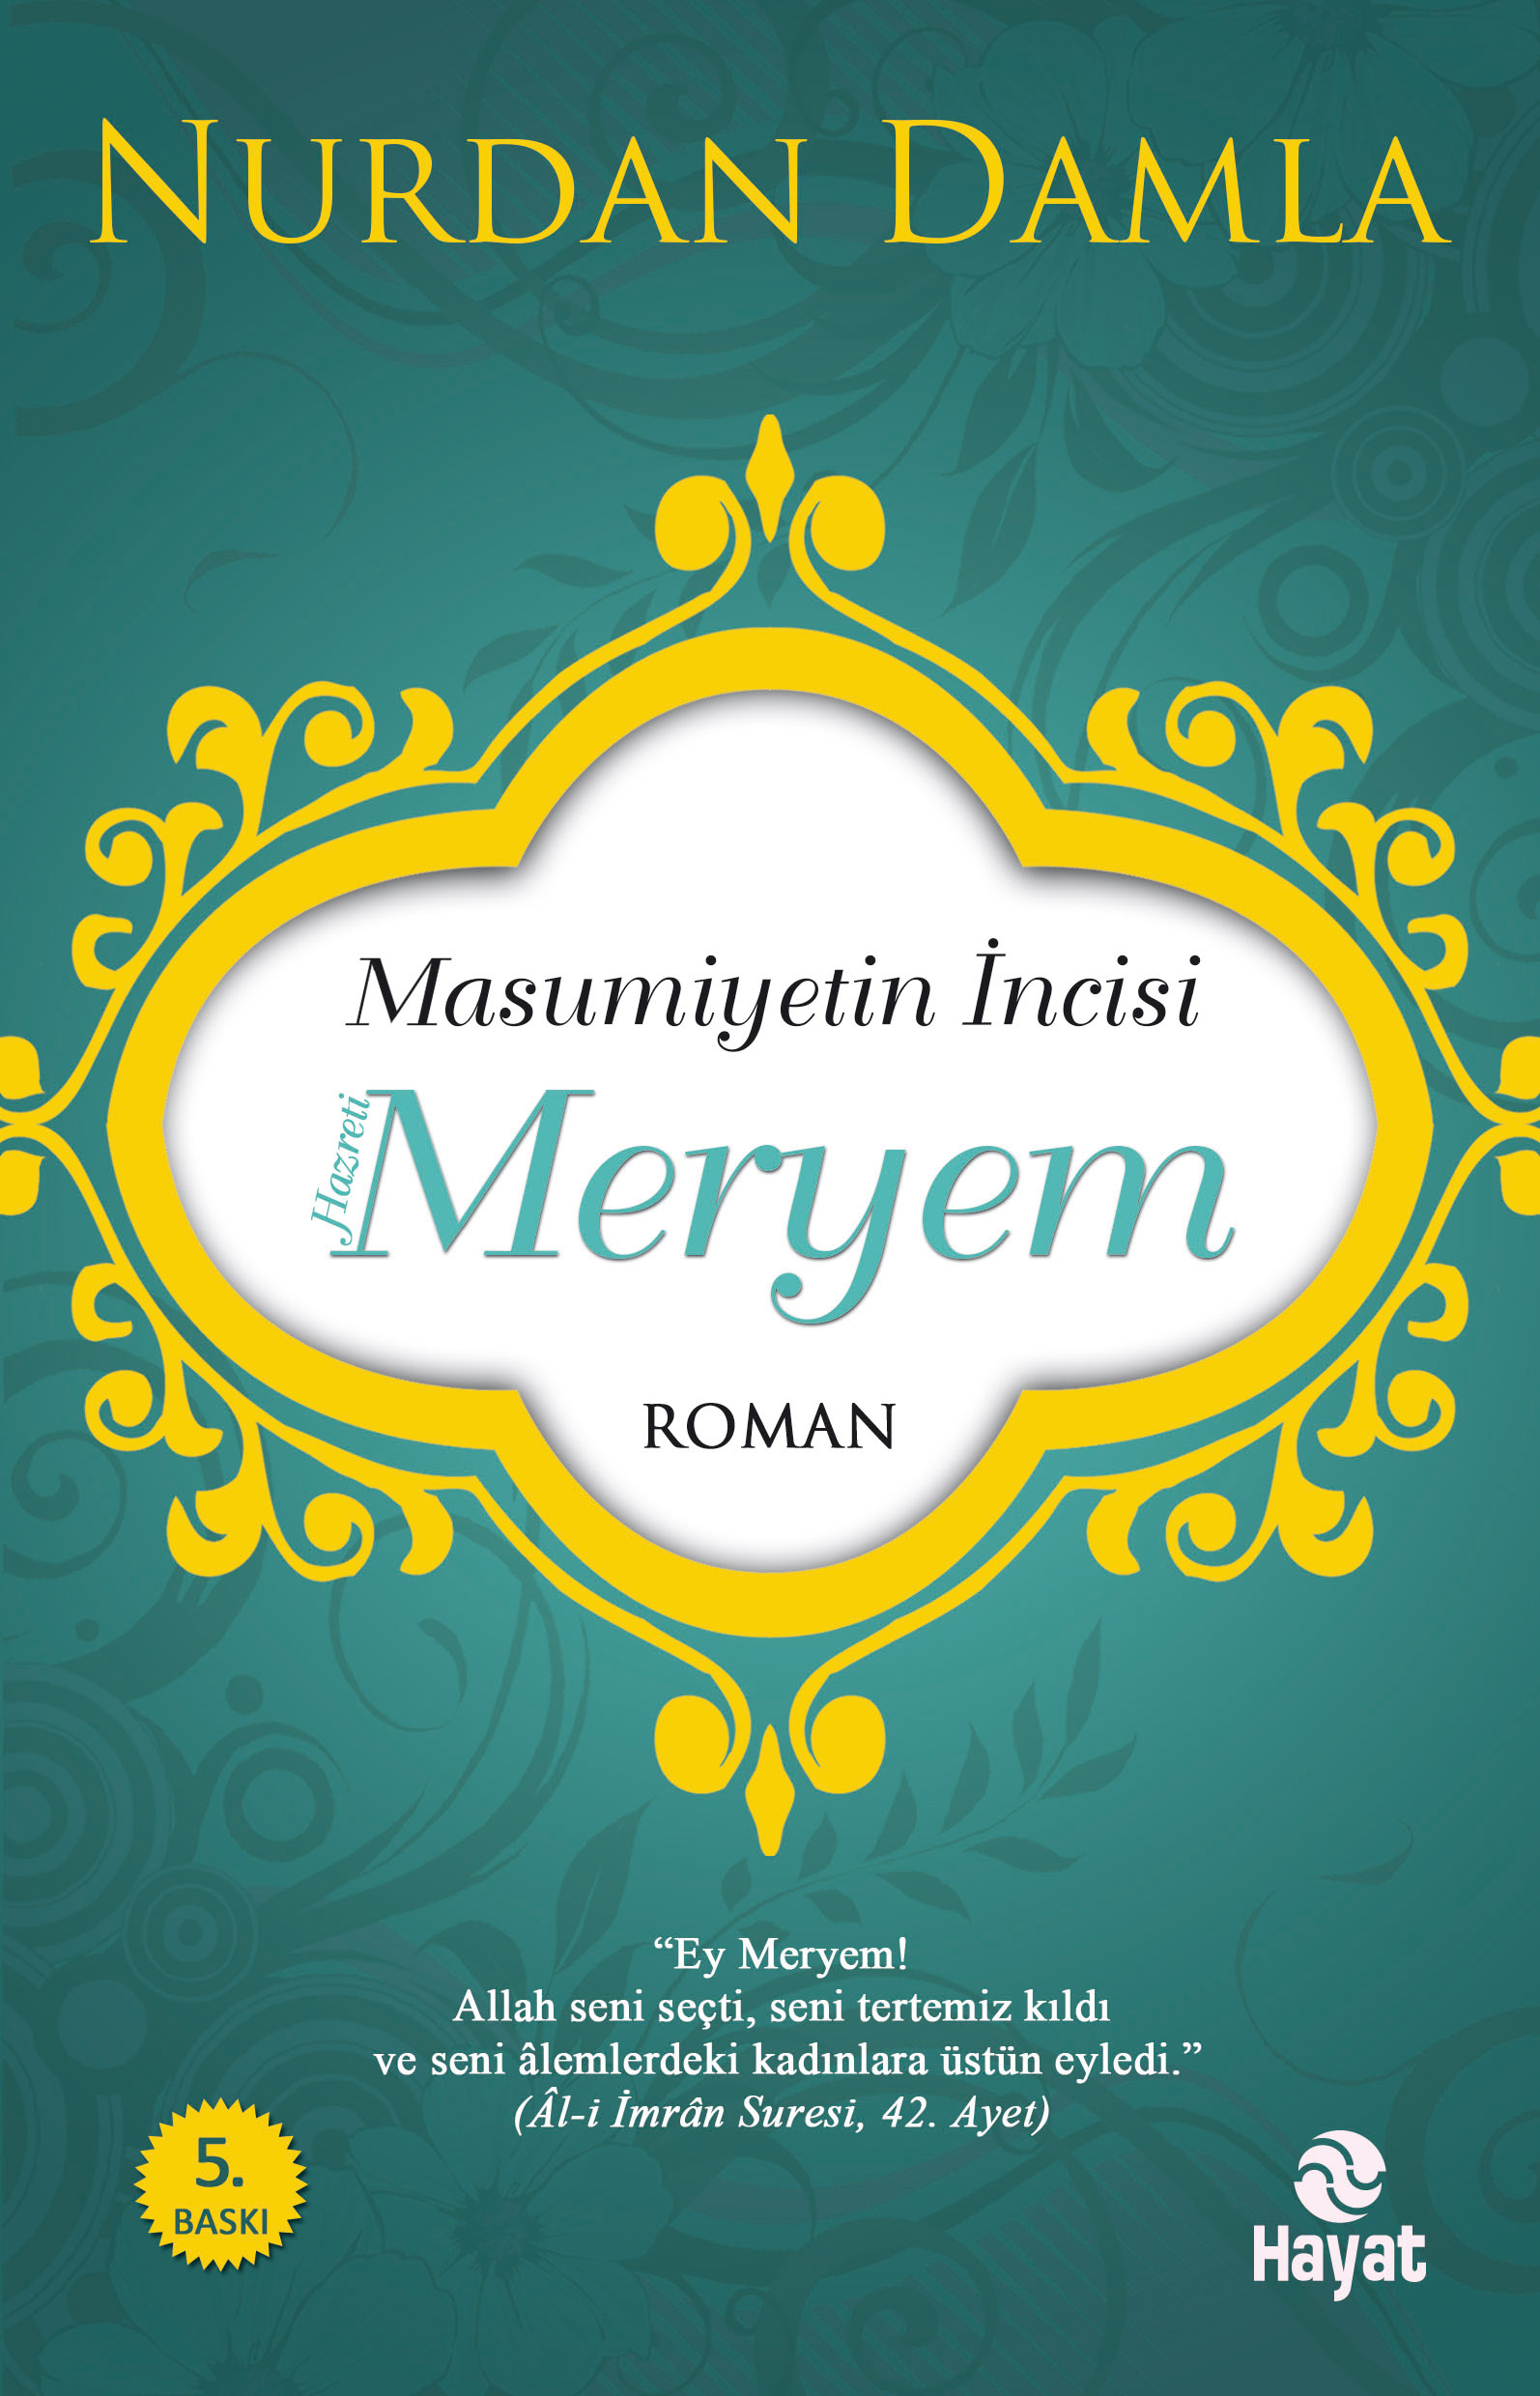 NURDAN DAMLA
Masumiyetin İncisi
Hazreti
Meryem
ROMAN
“Ey Meryem!
Allah seni seçti, seni tertemiz kıldı
ve seni âlemlerdeki kadınlara üstün eyledi.”
(Âl-i İmrân Suresi, 42. Ayet)
5.
BASKI
Hayat